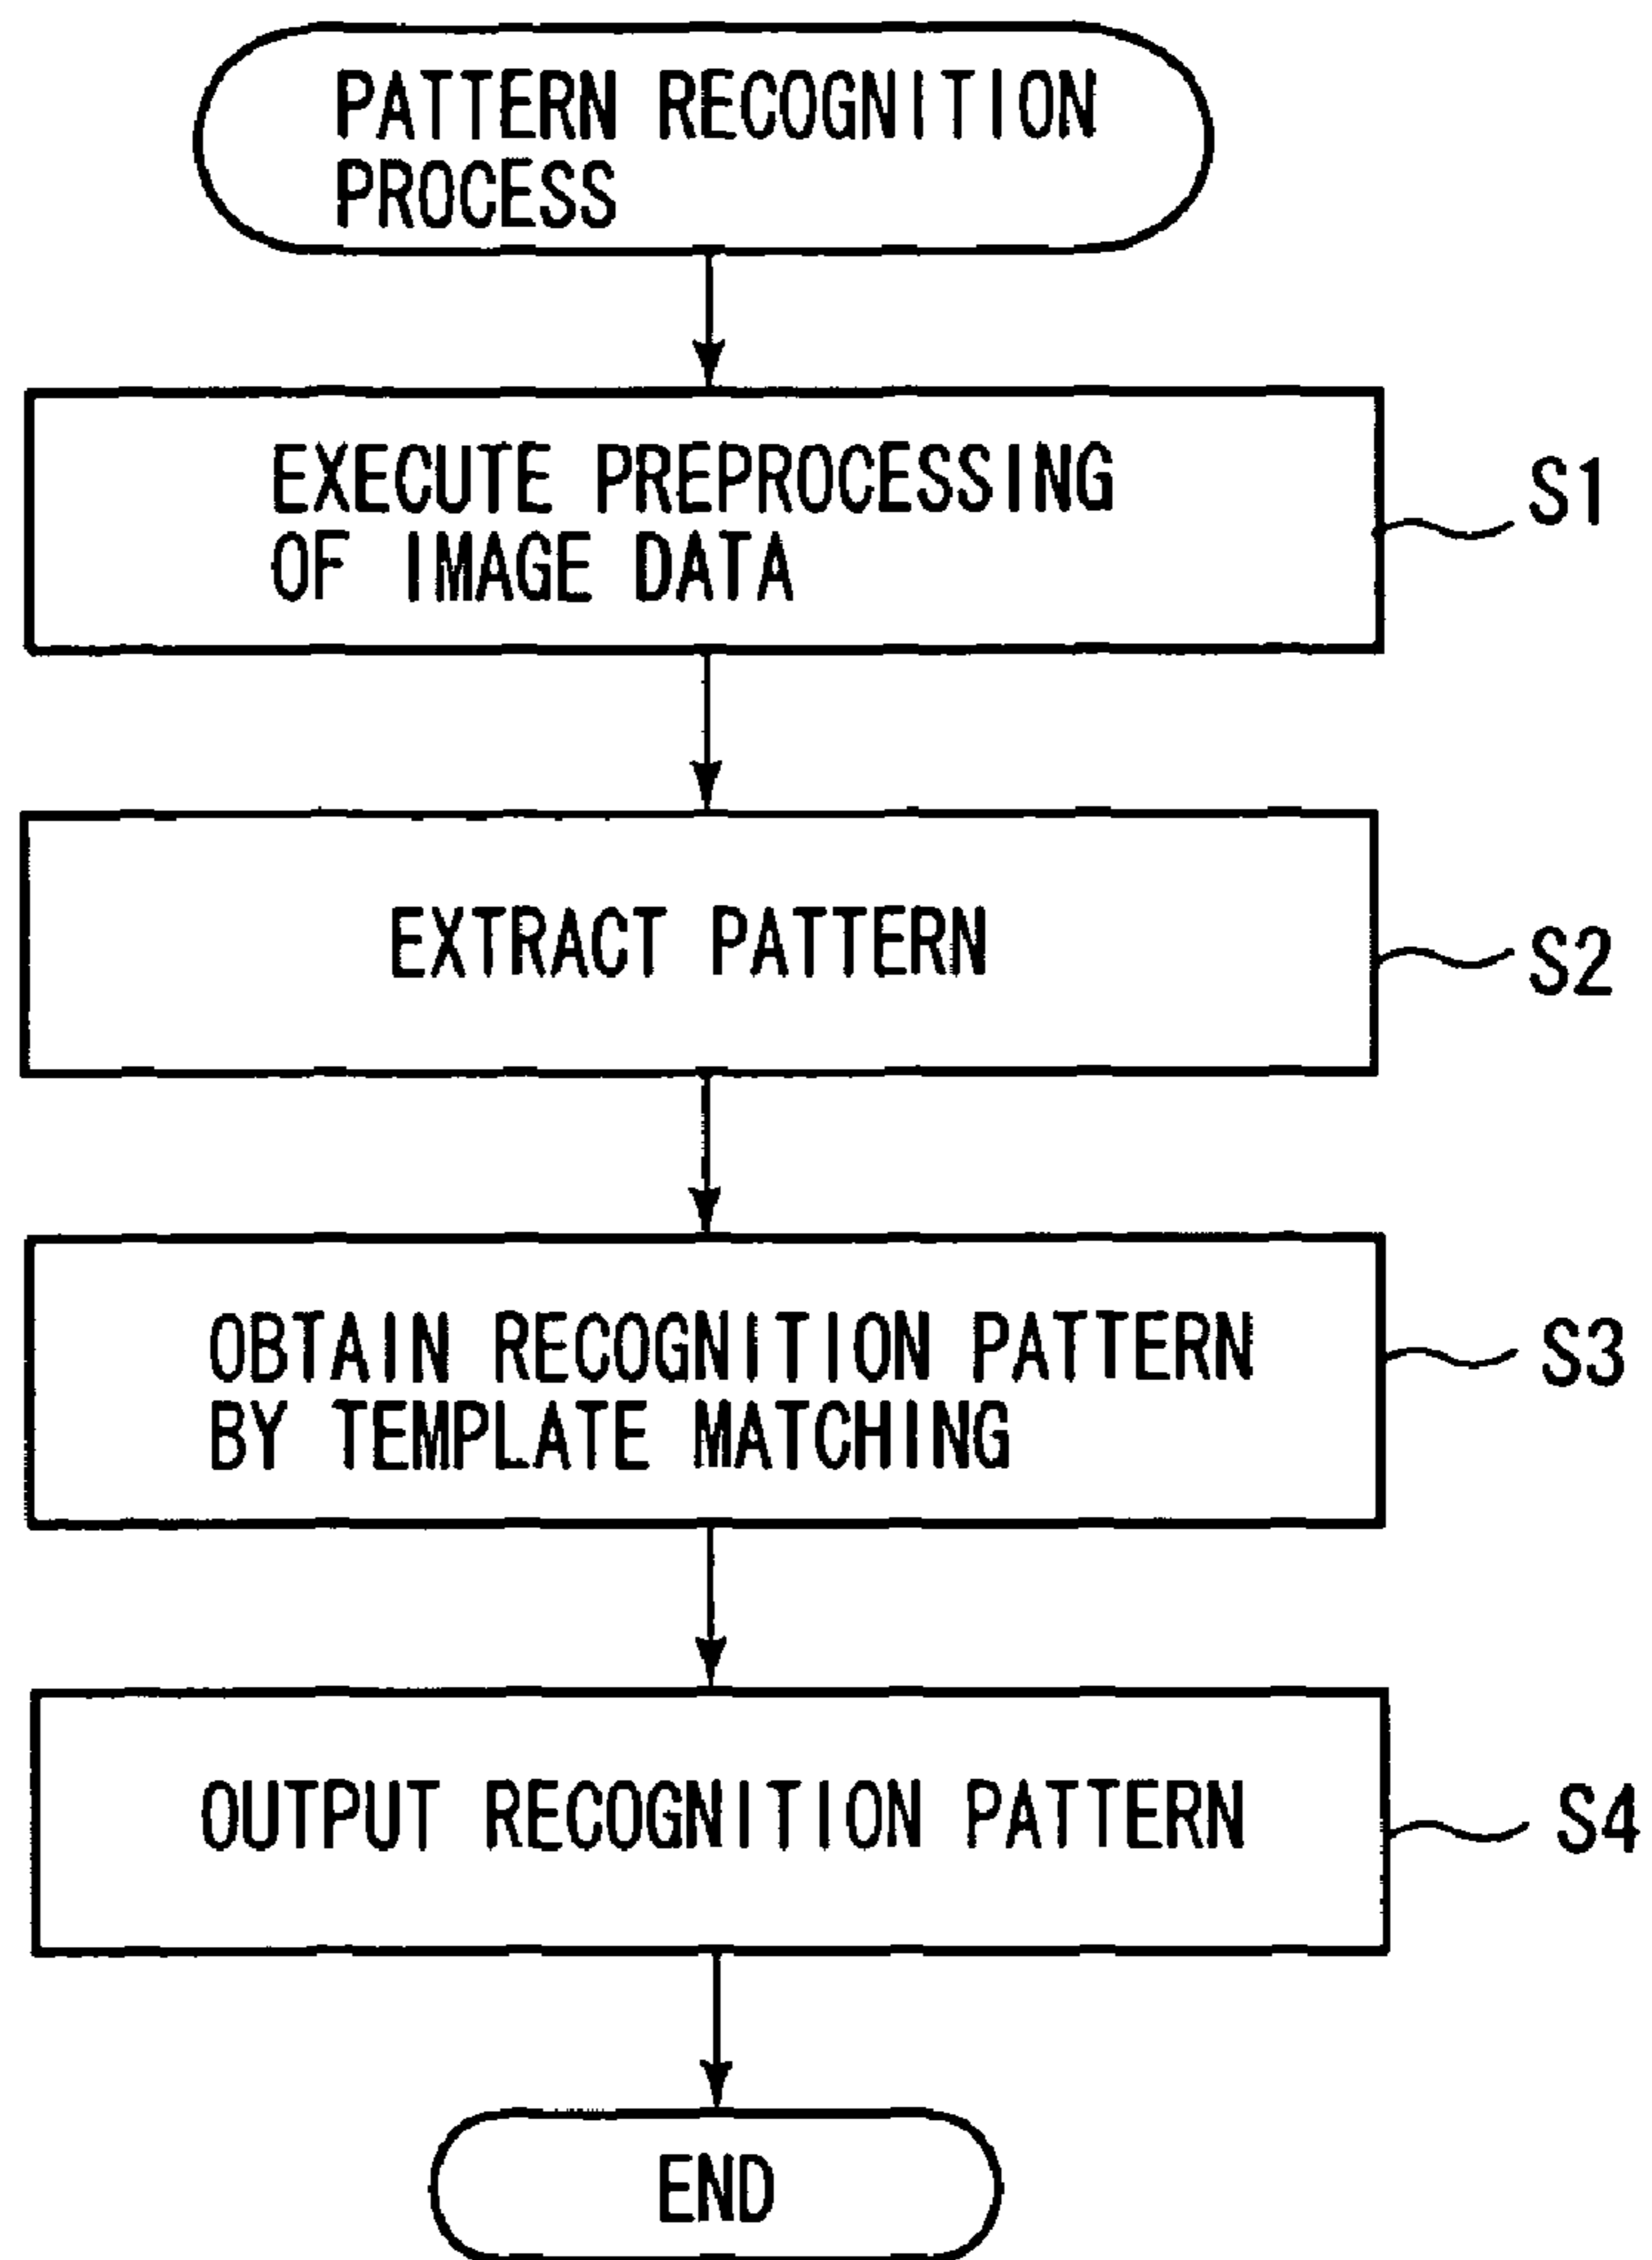 PATTERN RECOGNITION
PROCESS
EXECUTE PREPROCESSING
OF IMAGE DATA
S1
EXTRACT PATTERN
S2
OBTAIN RECOGNITION PATTERN
BY TEMPLATE MATCHING
S3
OUTPUT RECOGNITION PATTERN
S4
END